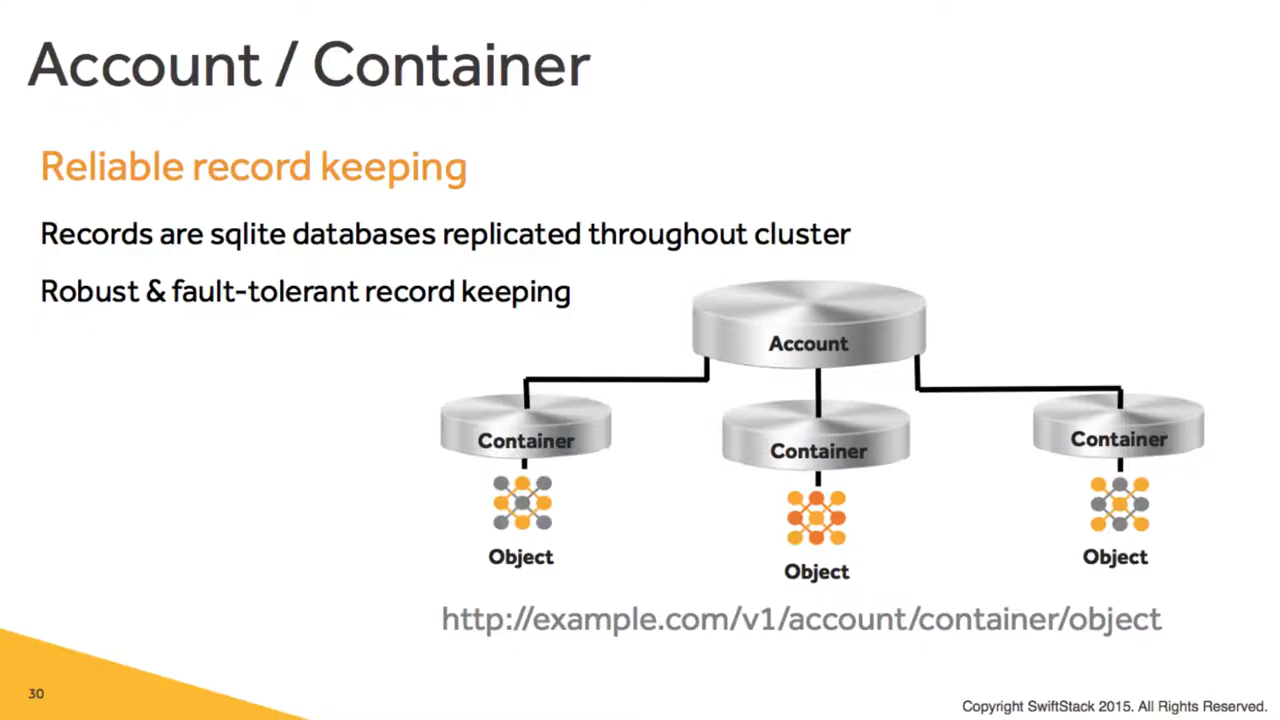 Account / Container
Reliable record keeping
Records are sqlite databases replicated throughout cluster
Robust & fault-tolerant record keeping
Account
Container
Container
Container
Object
Object
Object
http://example.com/v1/account/container/object
30
Copyright SwiftStack 2015. All Rights Reserved.